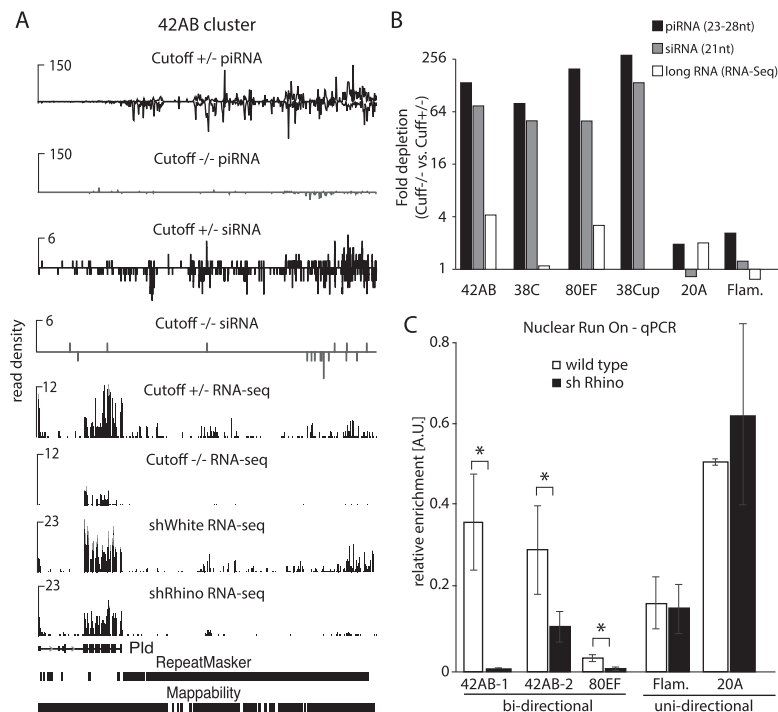 A
42AB cluster
Cutoff +/- piRNA
150
Cutoff -/- piRNA
150
Cutoff +/- siRNA
6
Cutoff -/- siRNA
6
read density
Cutoff +/- RNA-seq
12
Cutoff -/- RNA-seq
12
shWhite RNA-seq
23
shRhino RNA-seq
23
Pld
RepeatMasker
Mappability
B
piRNA (23-28nt)
siRNA (21nt)
long RNA (RNA-Seq)
Fold depletion
(Cuff-/- vs. Cuff+/-)
256
64
16
4
1
42AB 38C 80EF 38Cup 20A Flam.
C
Nuclear Run On - qPCR
wild type
sh Rhino
relative enrichment [A.U.]
0.8
0.6
0.4
0.2
0
* * *
42AB-1 42AB-2 80EF Flam. 20A
bi-directional uni-directional